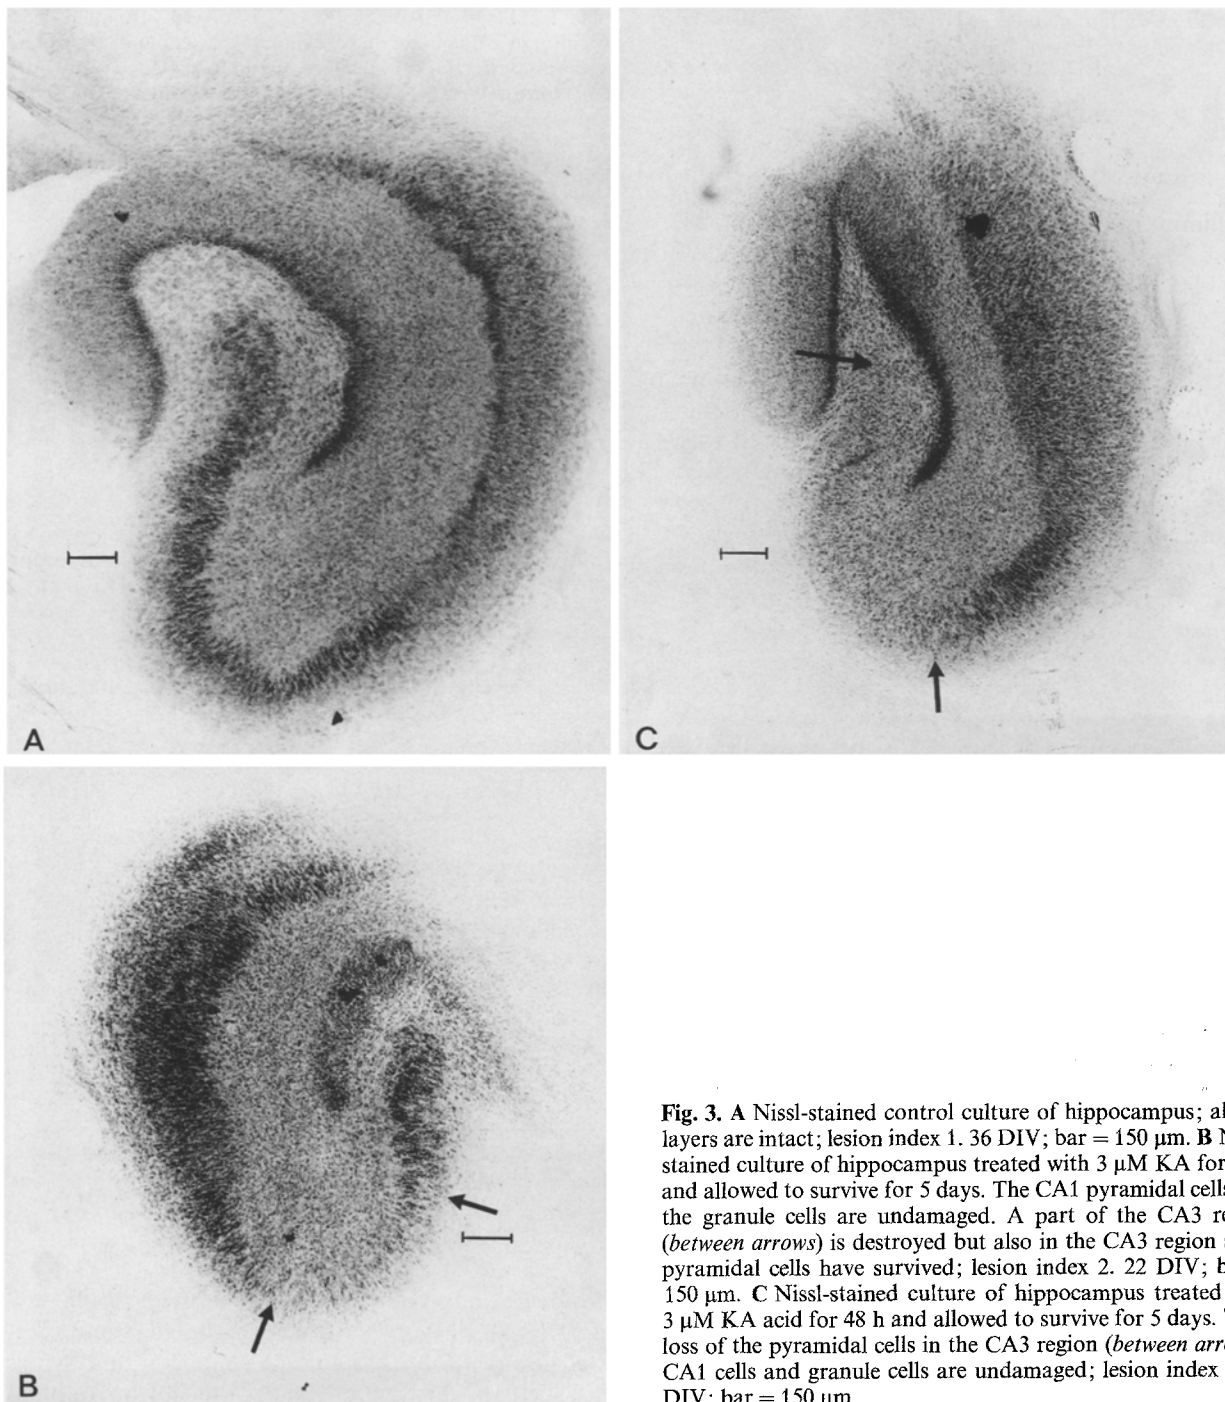 A
C
B
Fig. 3. A Nissl-stained control culture of hippocampus; al
layers are intact; lesion index 1. 36 DIV; bar = 150 μm. B N
stained culture of hippocampus treated with 3 μM KA for
and allowed to survive for 5 days. The CA1 pyramidal cells
the granule cells are undamaged. A part of the CA3 re
(between arrows) is destroyed but also in the CA3 region
pyramidal cells have survived; lesion index 2. 22 DIV; b
150 μm. C Nissl-stained culture of hippocampus treated
3 μM KA acid for 48 h and allowed to survive for 5 days.
loss of the pyramidal cells in the CA3 region (between arr
CA1 cells and granule cells are undamaged; lesion index
DIV; bar = 150 μm